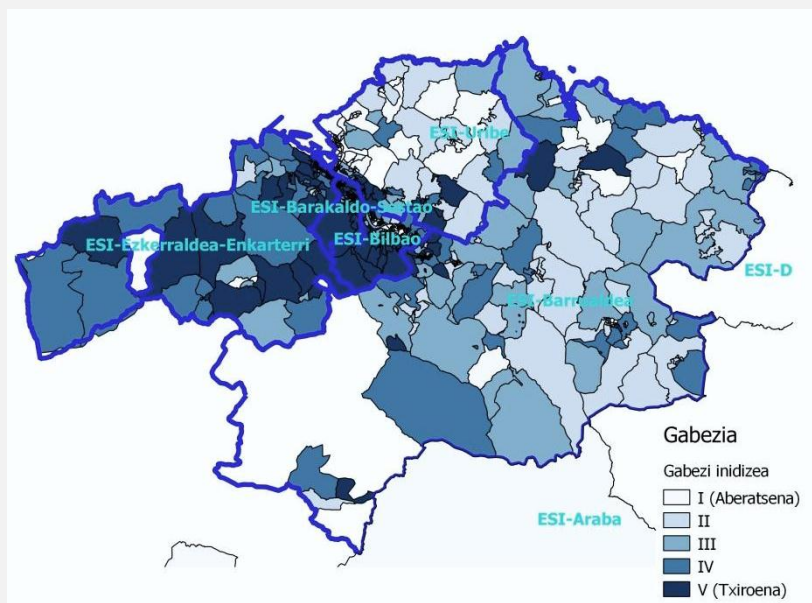 ESI-Uribe
ESI-Barakaldo-Sestao
ESI-Ezkerraldea-Enkarterri
ESI-Bilbao
ESI-D
ESI-Barrualdea
ESI-Araba
Gabezia
Gabezi inidizea
I (Aberatsena)
II
III
IV
V (Txiroena)